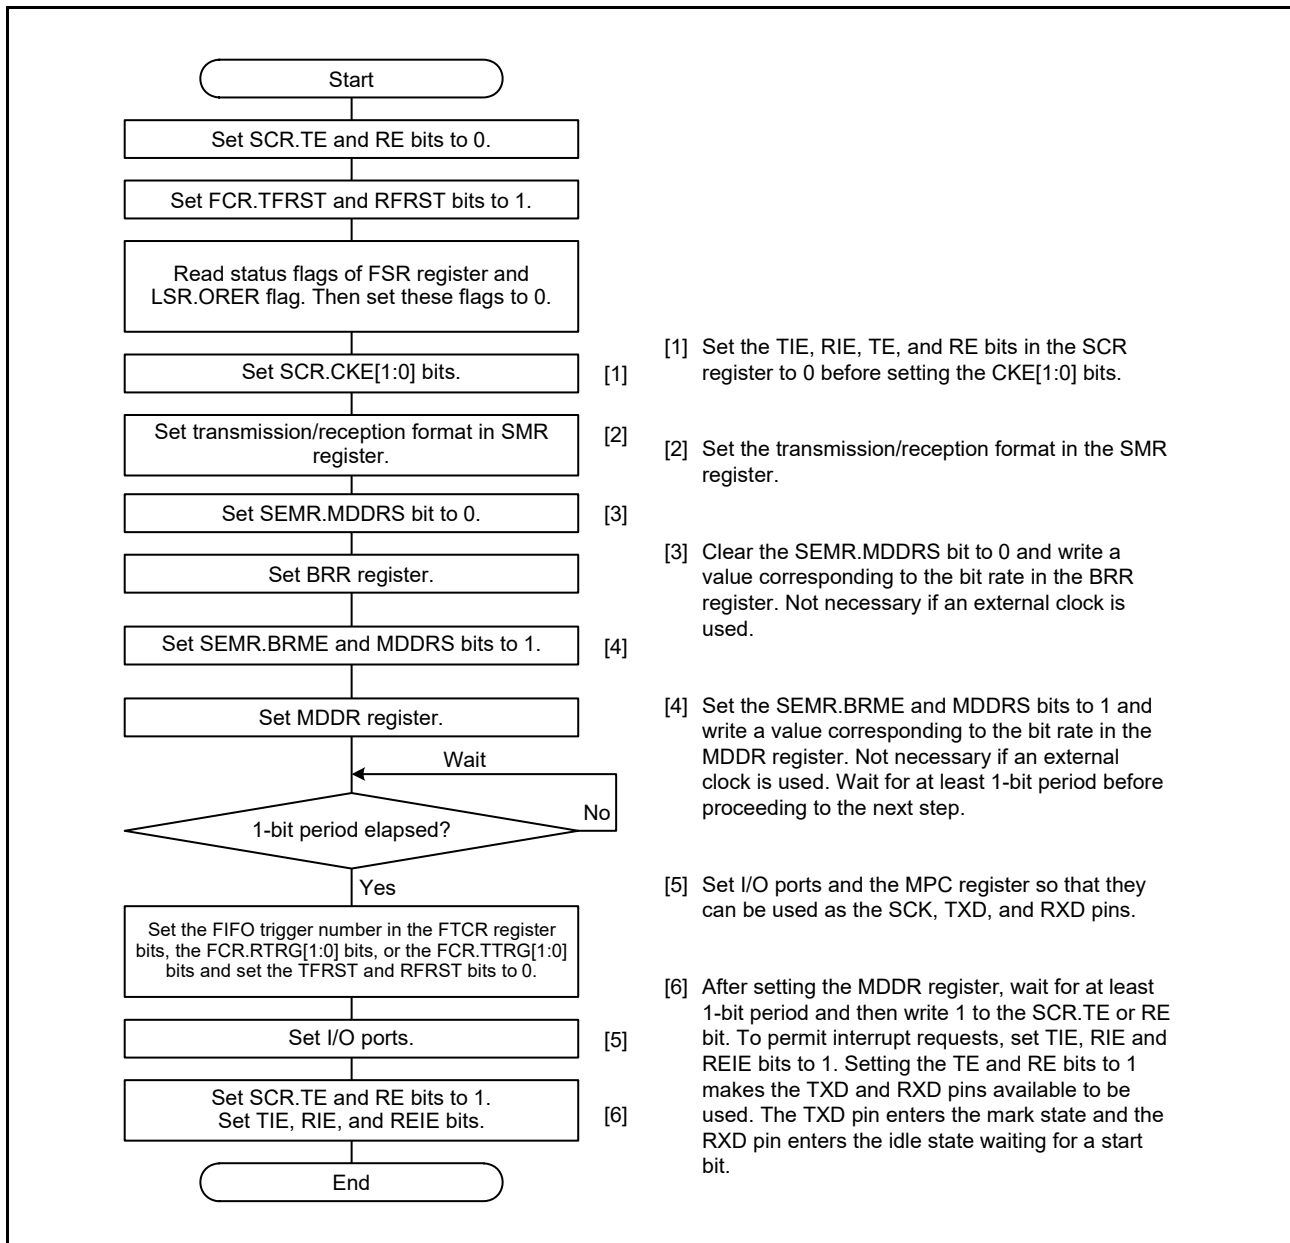 Start
Set SCR.TE and RE bits to 0.
Set FCR.TFRST and RFRST bits to 1.
Read status flags of FSR register and
LSR.ORER flag. Then set these flags to 0.
Set SCR.CKE[1:0] bits.
[1]
Set transmission/reception format in SMR
register.
[2]
Set SEMR.MDDRS bit to 0.
[3]
Set BRR register.
Set SEMR.BRME and MDDRS bits to 1.
[4]
Set MDDR register.
Wait
1-bit period elapsed?
No
Yes
Set the FIFO trigger number in the FTCR register
bits, the FCR.RTRG[1:0] bits, or the FCR.TTRG[1:0]
bits and set the TFRST and RFRST bits to 0.
Set I/O ports.
[5]
Set SCR.TE and RE bits to 1.
Set TIE, RIE, and REIE bits.
[6]
End
[1] Set the TIE, RIE, TE, and RE bits in the SCR
register to 0 before setting the CKE[1:0] bits.
[2] Set the transmission/reception format in the SMR
register.
[3] Clear the SEMR.MDDRS bit to 0 and write a
value corresponding to the bit rate in the BRR
register. Not necessary if an external clock is
used.
[4] Set the SEMR.BRME and MDDRS bits to 1 and
write a value corresponding to the bit rate in the
MDDR register. Not necessary if an external
clock is used. Wait for at least 1-bit period before
proceeding to the next step.
[5] Set I/O ports and the MPC register so that they
can be used as the SCK, TXD, and RXD pins.
[6] After setting the MDDR register, wait for at least
1-bit period and then write 1 to the SCR.TE or RE
bit. To permit interrupt requests, set TIE, RIE and
REIE bits to 1. Setting the TE and RE bits to 1
makes the TXD and RXD pins available to be
used. The TXD pin enters the mark state and the
RXD pin enters the idle state waiting for a start
bit.